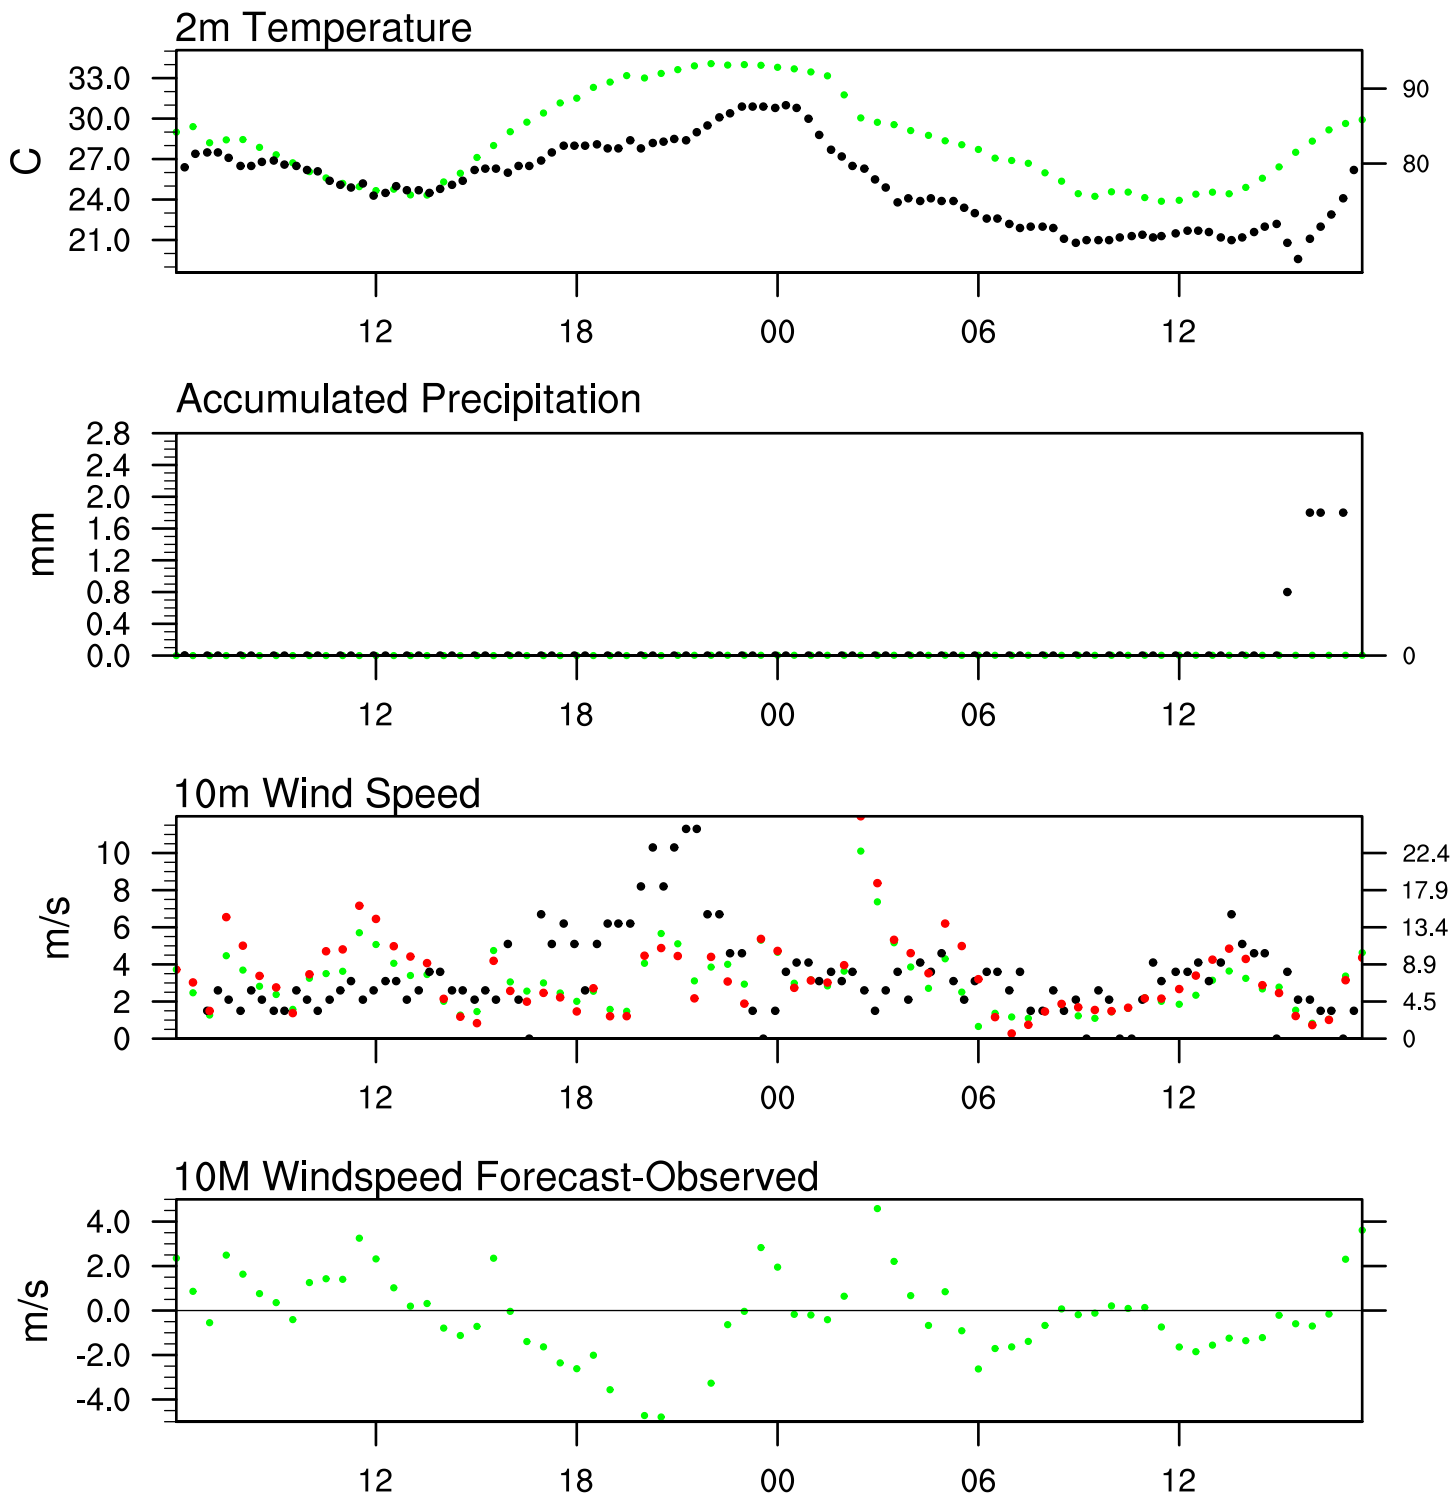 2m Temperature
C
33.0
30.0
27.0
24.0
21.0
90
80
12 18 00 06 12
Accumulated Precipitation
mm
2.8
2.4
2.0
1.6
1.2
0.8
0.4
0.0
0
12 18 00 06 12
10m Wind Speed
m/s
10
8
6
4
2
0
22.4
17.9
13.4
8.9
4.5
0
12 18 00 06 12
10M Windspeed Forecast-Observed
m/s
4.0
2.0
0.0
-2.0
-4.0
12 18 00 06 12